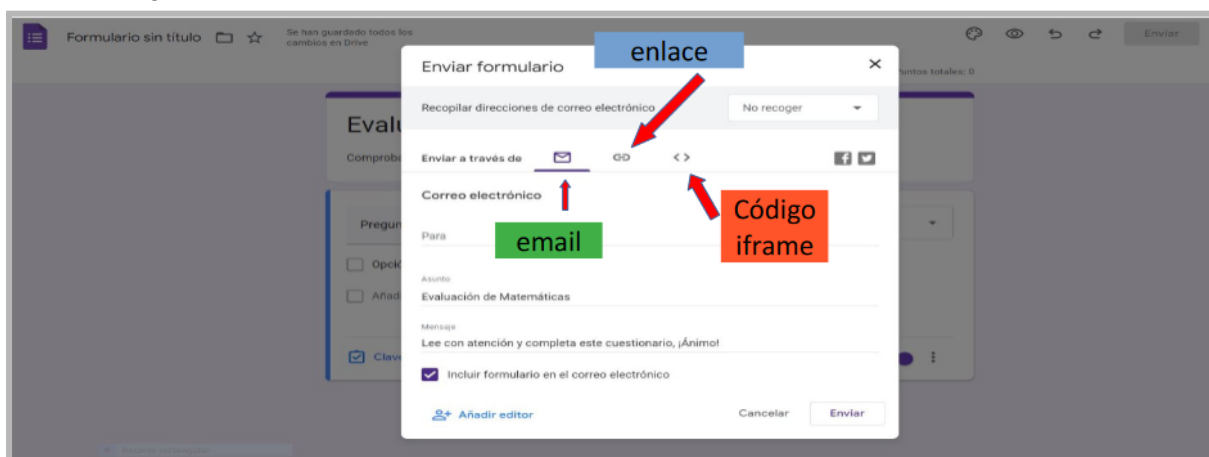 Formulario sin título
Se han guardado todos los
cambios en Drive
Enviar
Puntos totales: 0
enlace
Enviar formulario
Recopilar direcciones de correo electrónico
No recoger
Enviar a través de
Correo electrónico
Código
iframe
Para
email
Asunto
Evaluación de Matemáticas
Mensaje
Lee con atención y completa este cuestionario, ¡Ánimo!
Incluir formulario en el correo electrónico
Añadir editor
Cancelar
Enviar
Evalu
Comproba
Pregun
Opció
Añad
Clave